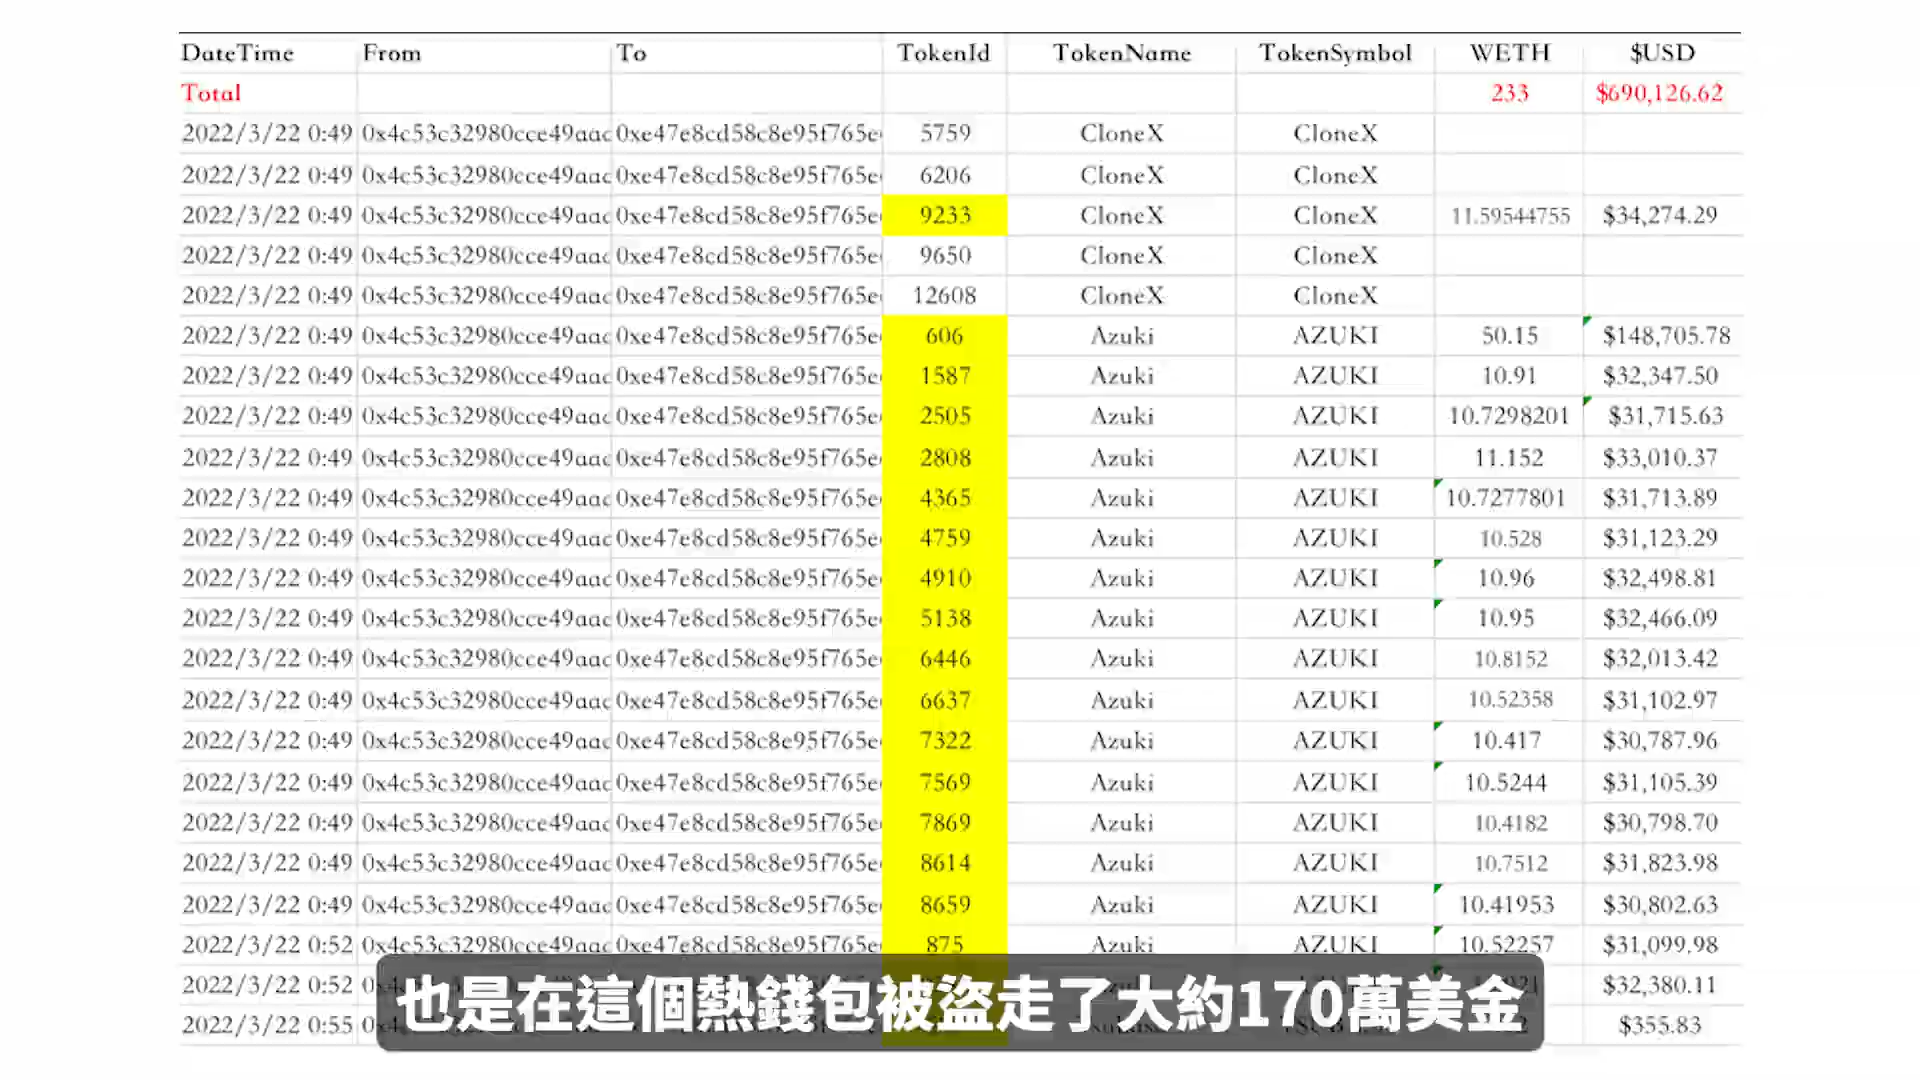 DateTime From To TokenId TokenName TokenSymbol WETH $USD
Total 233 $690,126.62
2022/3/22 0:49 0x4c53c32980cce49aac 0xe47e8cd58c8e95f765e 5759 CloneX CloneX
2022/3/22 0:49 0x4c53c32980cce49aac 0xe47e8cd58c8e95f765e 6206 CloneX CloneX
2022/3/22 0:49 0x4c53c32980cce49aac 0xe47e8cd58c8e95f765e 9233 CloneX CloneX 11.59544755 $34,274.29
2022/3/22 0:49 0x4c53c32980cce49aac 0xe47e8cd58c8e95f765e 9650 CloneX CloneX
2022/3/22 0:49 0x4c53c32980cce49aac 0xe47e8cd58c8e95f765e 12608 CloneX CloneX
2022/3/22 0:49 0x4c53c32980cce49aac 0xe47e8cd58c8e95f765e 606 Azuki AZUKI 50.15 $148,705.78
2022/3/22 0:49 0x4c53c32980cce49aac 0xe47e8cd58c8e95f765e 1587 Azuki AZUKI 10.91 $32,347.50
2022/3/22 0:49 0x4c53c32980cce49aac 0xe47e8cd58c8e95f765e 2505 Azuki AZUKI 10.7298201 $31,715.63
2022/3/22 0:49 0x4c53c32980cce49aac 0xe47e8cd58c8e95f765e 2808 Azuki AZUKI 11.152 $33,010.37
2022/3/22 0:49 0x4c53c32980cce49aac 0xe47e8cd58c8e95f765e 4365 Azuki AZUKI 10.7277801 $31,713.89
2022/3/22 0:49 0x4c53c32980cce49aac 0xe47e8cd58c8e95f765e 4759 Azuki AZUKI 10.528 $31,123.29
2022/3/22 0:49 0x4c53c32980cce49aac 0xe47e8cd58c8e95f765e 4910 Azuki AZUKI 10.96 $32,498.81
2022/3/22 0:49 0x4c53c32980cce49aac 0xe47e8cd58c8e95f765e 5138 Azuki AZUKI 10.95 $32,466.09
2022/3/22 0:49 0x4c53c32980cce49aac 0xe47e8cd58c8e95f765e 6446 Azuki AZUKI 10.8152 $32,013.42
2022/3/22 0:49 0x4c53c32980cce49aac 0xe47e8cd58c8e95f765e 6637 Azuki AZUKI 10.52358 $31,102.97
2022/3/22 0:49 0x4c53c32980cce49aac 0xe47e8cd58c8e95f765e 7322 Azuki AZUKI 10.417 $30,787.96
2022/3/22 0:49 0x4c53c32980cce49aac 0xe47e8cd58c8e95f765e 7569 Azuki AZUKI 10.5244 $31,105.39
2022/3/22 0:49 0x4c53c32980cce49aac 0xe47e8cd58c8e95f765e 7869 Azuki AZUKI 10.4182 $30,798.70
2022/3/22 0:49 0x4c53c32980cce49aac 0xe47e8cd58c8e95f765e 8614 Azuki AZUKI 10.7512 $31,823.98
2022/3/22 0:49 0x4c53c32980cce49aac 0xe47e8cd58c8e95f765e 8659 Azuki AZUKI 10.41953 $30,802.63
2022/3/22 0:52 0x4c53c32980cce49aac 0xe47e8cd58c8e95f765e 875 Azuki AZUKI 10.52257 $31,099.98
2022/3/22 0:52 $32,380.11
2022/3/22 0:55 $355.83
也是在這個熱錢包被盜走了大約170萬美金